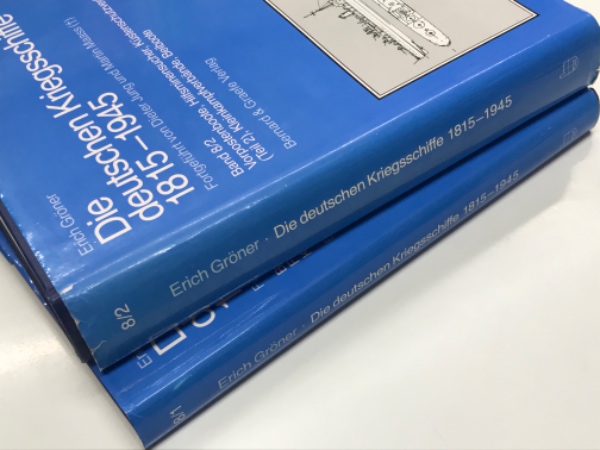 Erich Gröner
Die
deutschen Kriegsschiffe
1815–1945
Fortgeführt von Dieter Jung und Martin Maass (†)
Band 8/2
Vorpostenboote, Hilfsminensucher, Küstenschutzver
(Teil 2), Kleinkampfverbände, Beiboote
Bernard & Graefe Verlag
8/2 Erich Gröner · Die deutschen Kriegsschiffe 1815–1945
8/1 Erich Gröner · Die deutschen Kriegsschiffe 1815–1945